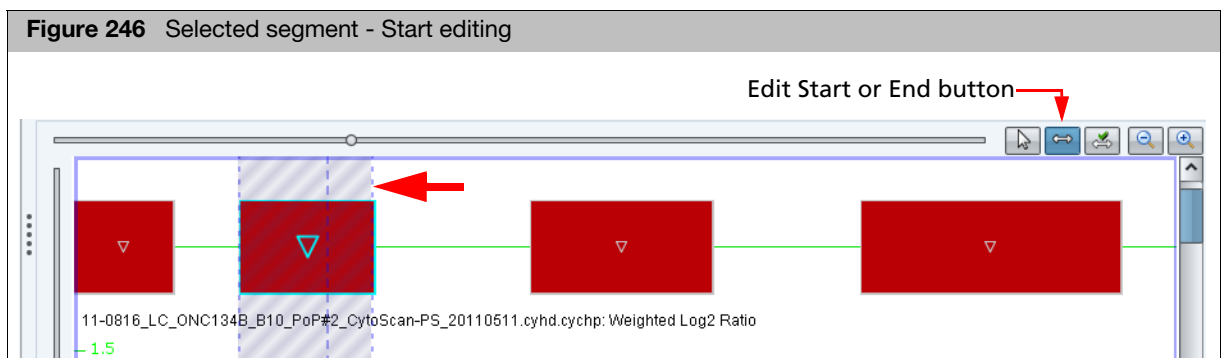 Figure 246 Selected segment - Start editing
Edit Start or End button
11-0816_LC_ONC134B_B10_PoP#2_CytoScan-PS_20110511.cyhd.cychp: Weighted Log2 Ratio
1.5